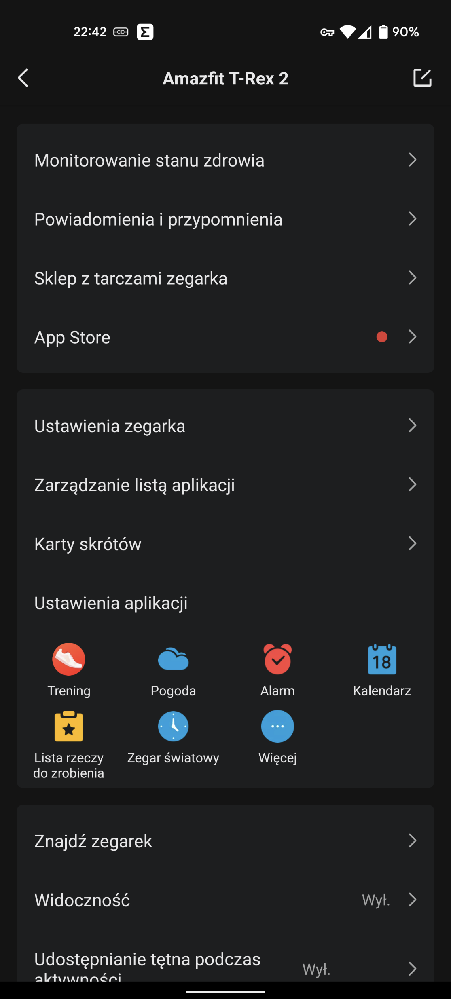 22:42
90%
Amazfit T-Rex 2
Monitorowanie stanu zdrowia
Powiadomienia i przypomnienia
Sklep z tarczami zegarka
App Store
Ustawienia zegarka
Zarządzanie listą aplikacji
Karty skrótów
Ustawienia aplikacji
18
Trening
Pogoda
Alarm
Kalendarz
Lista rzeczy
do zrobienia
Zegar światowy
Więcej
Znajdź zegarek
Widoczność
Wył.
Udostępnianie tętna podczas
aktywności
Wył.